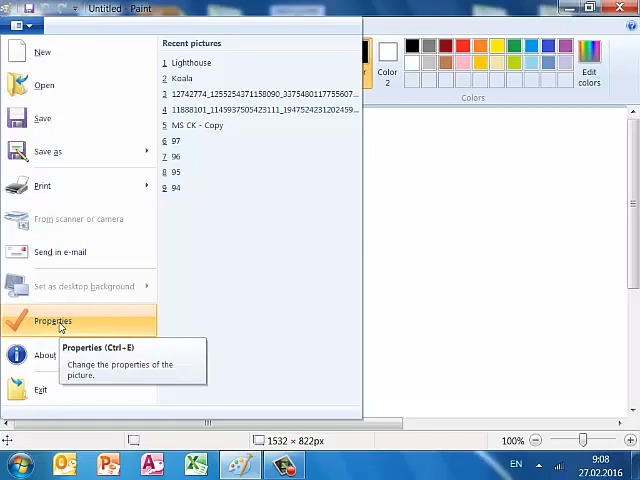 Untitled - Paint
New
Open
Save
Save as
Print
From scanner or camera
Send in e-mail
Set as desktop background
Properties
About
Exit
Recent pictures
1 Lighthouse
2 Koala
3 12742774_1255254371158090_3375480117755607...
4 11888101_1145937505423111_1947524231202459...
5 MS CK - Copy
6 97
7 96
8 95
9 94
Properties (Ctrl+E)
Change the properties of the
picture.
Color
2
Edit
colors
Colors
1532 × 822px
100%
EN
9:08
27.02.2016